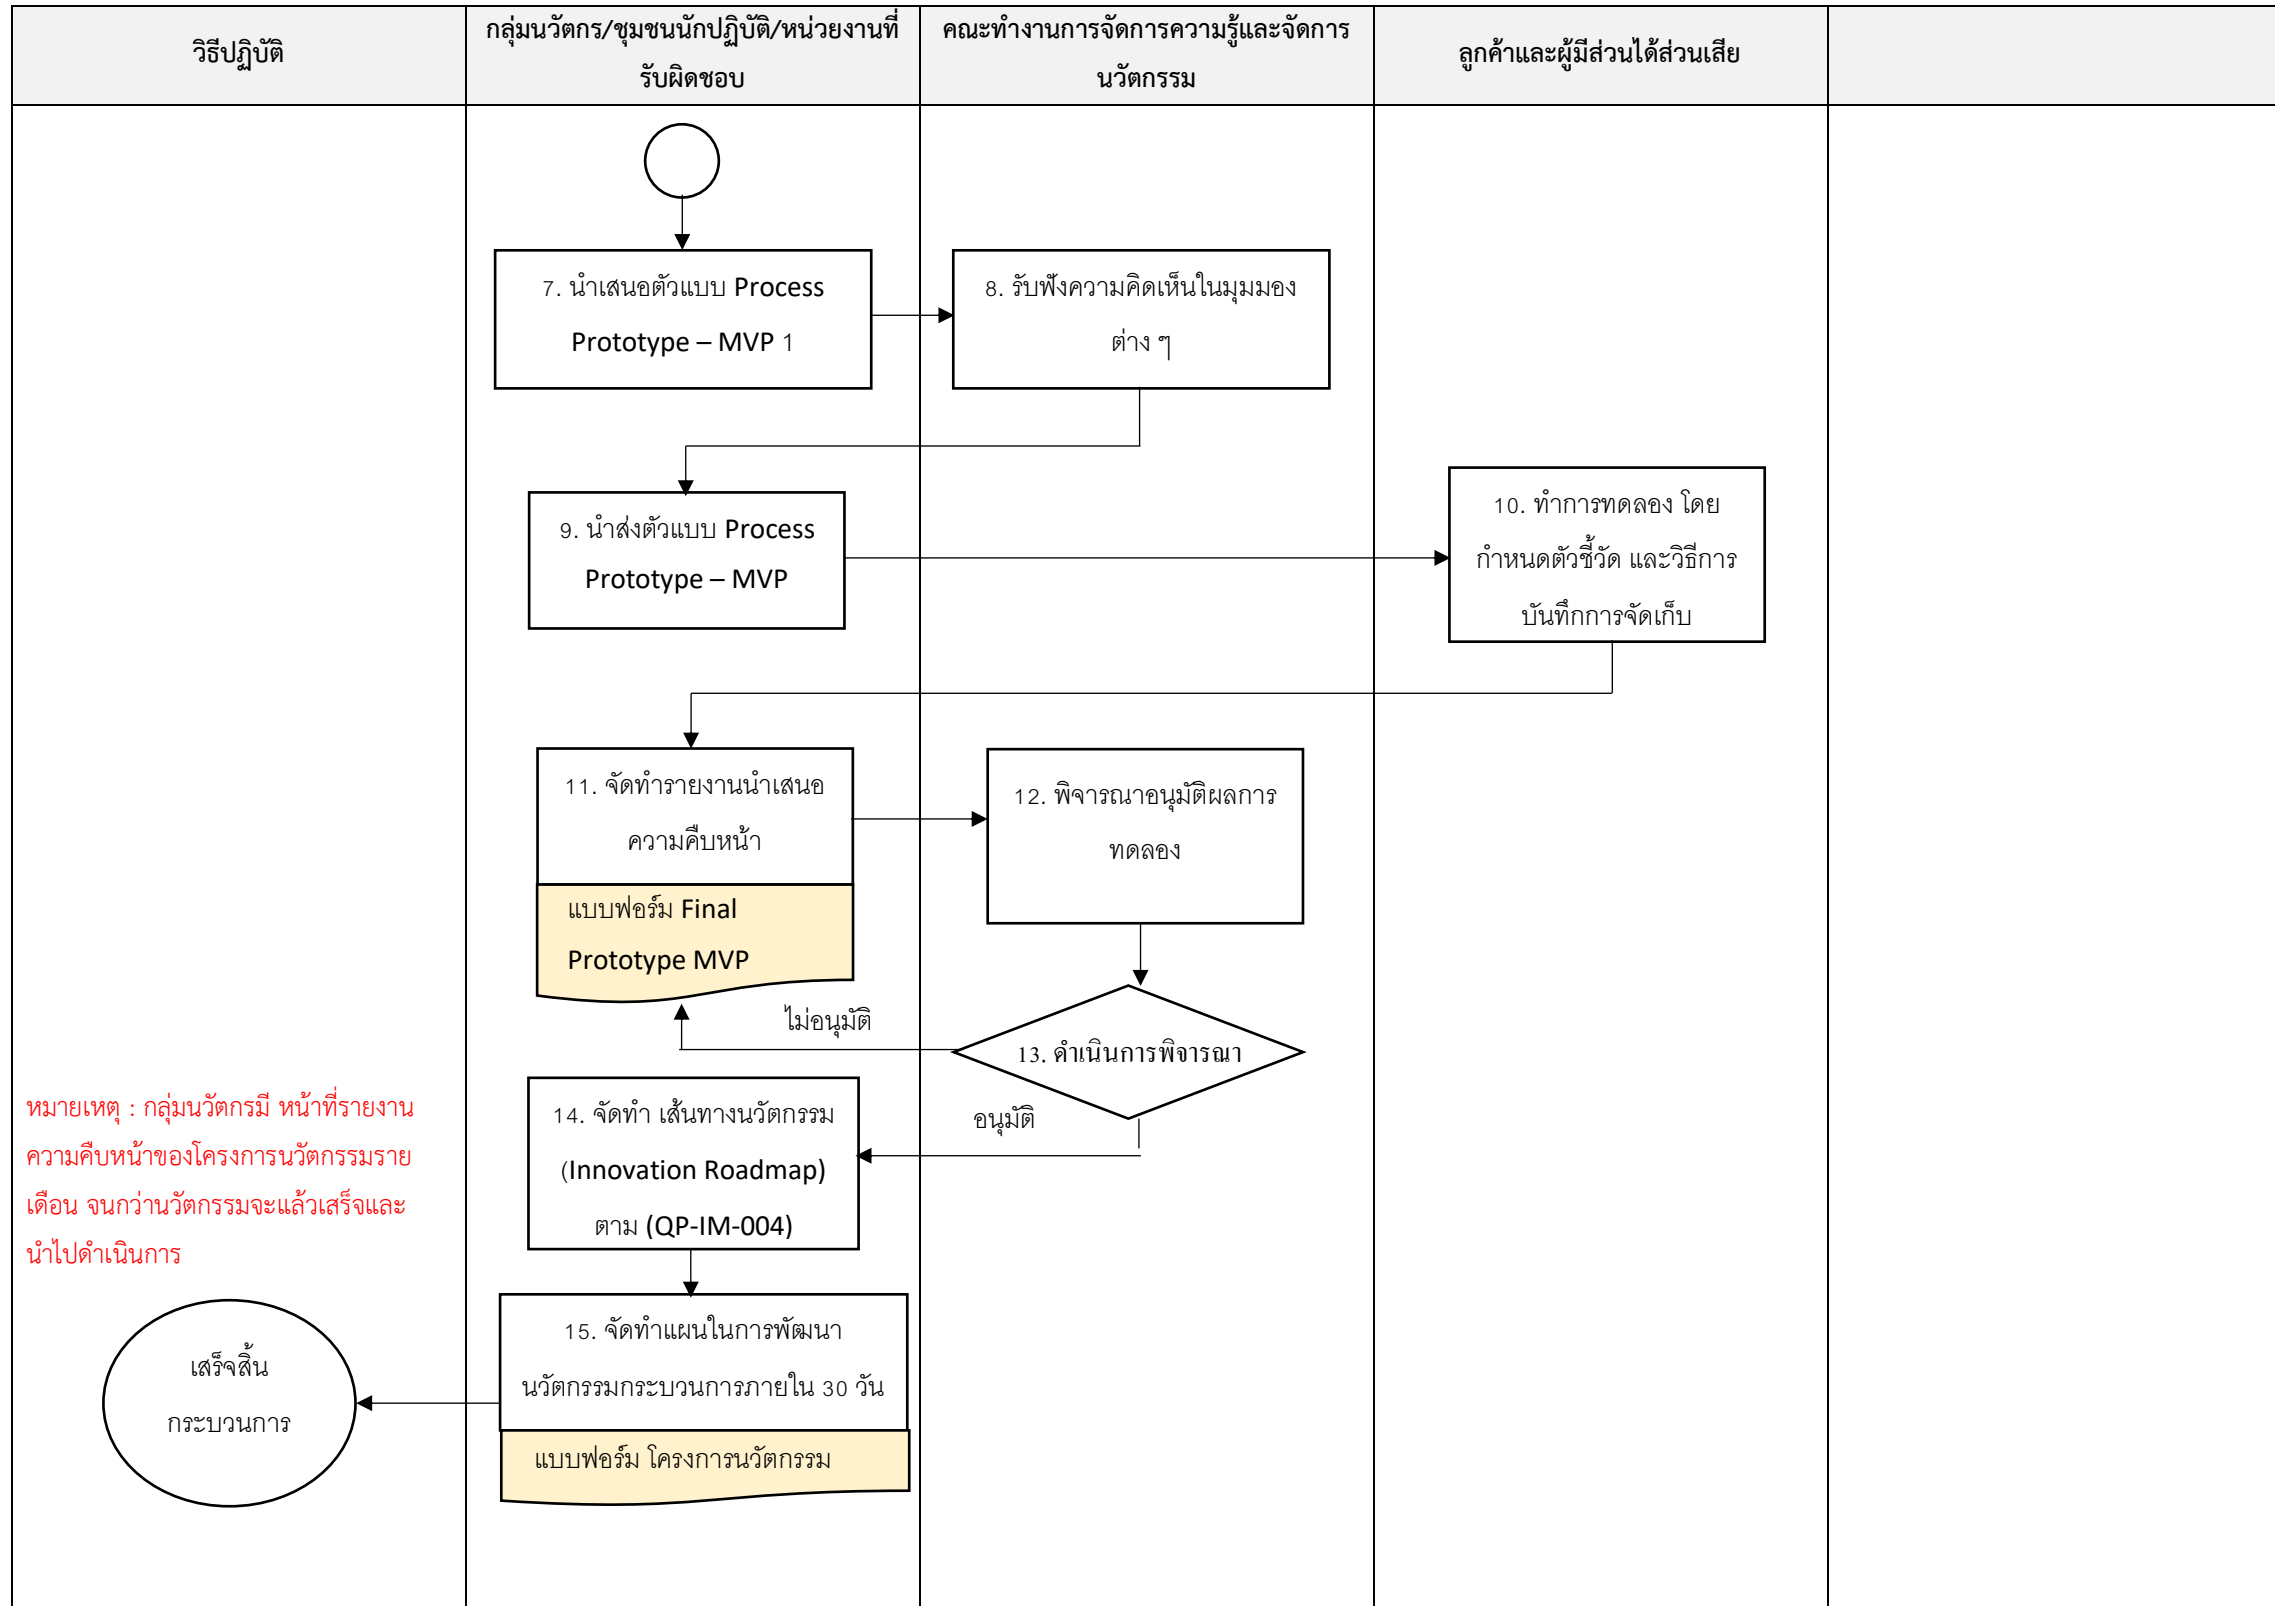 วิธีปฏิบัติ
กลุ่มนวัตกร/ชุมชนนักปฏิบัติ/หน่วยงานที่
รับผิดชอบ
คณะทำงานการจัดการความรู้และจัดการ
นวัตกรรม
ลูกค้าและผู้มีส่วนได้ส่วนเสีย
7. นำเสนอตัวแบบ Process
Prototype – MVP 1
8. รับฟังความคิดเห็นในมุมมอง
ต่าง ๆ
9. นำส่งตัวแบบ Process
Prototype – MVP
10. ทำการทดลอง โดย
กำหนดตัวชี้วัด และวิธีการ
บันทึกการจัดเก็บ
11. จัดทำรายงานนำเสนอ
ความคืบหน้า
แบบฟอร์ม Final
Prototype MVP
12. พิจารณาอนุมัติผลการ
ทดลอง
ไม่อนุมัติ
13. ดำเนินการพิจารณา
อนุมัติ
14. จัดทำ เส้นทางนวัตกรรม
(Innovation Roadmap)
ตาม (QP-IM-004)
หมายเหตุ : กลุ่มนวัตกรมี หน้าที่รายงาน
ความคืบหน้าของโครงการนวัตกรรมราย
เดือน จนกว่านวัตกรรมจะแล้วเสร็จและ
นำไปดำเนินการ
15. จัดทำแผนในการพัฒนา
นวัตกรรมกระบวนการภายใน 30 วัน
แบบฟอร์ม โครงการนวัตกรรม
เสร็จสิ้น
กระบวนการ